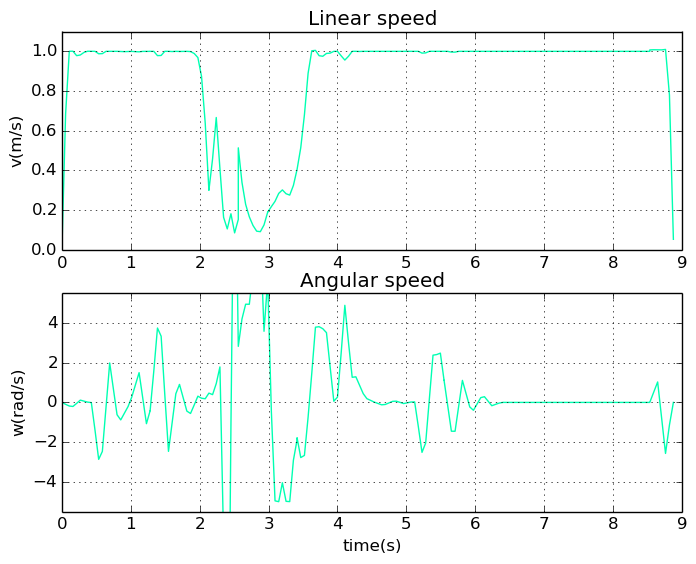 Linear speed
v(m/s)
1.0
0.8
0.6
0.4
0.2
0.0
0 1 2 3 4 5 6 7 8 9
Angular speed
w(rad/s)
4
2
0
−2
−4
0 1 2 3 4 5 6 7 8 9
time(s)